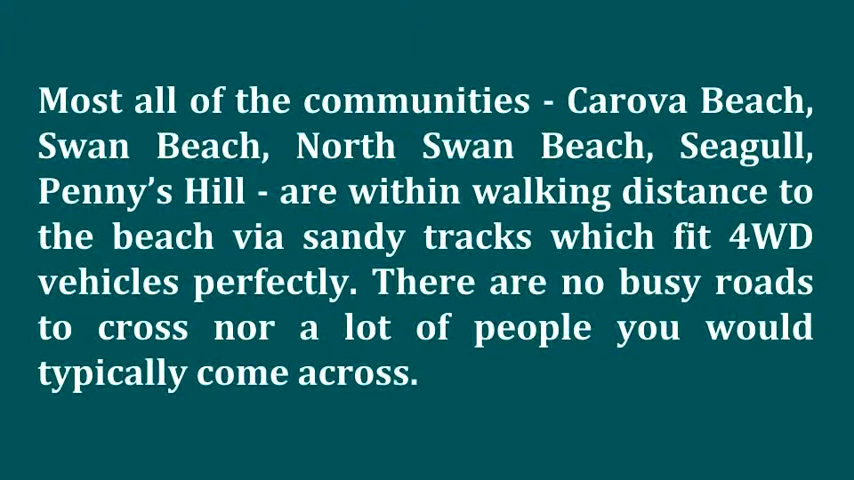 Most all of the communities - Carova Beach,
Swan Beach, North Swan Beach, Seagull,
Penny’s Hill - are within walking distance to
the beach via sandy tracks which fit 4WD
vehicles perfectly. There are no busy roads
to cross nor a lot of people you would
typically come across.